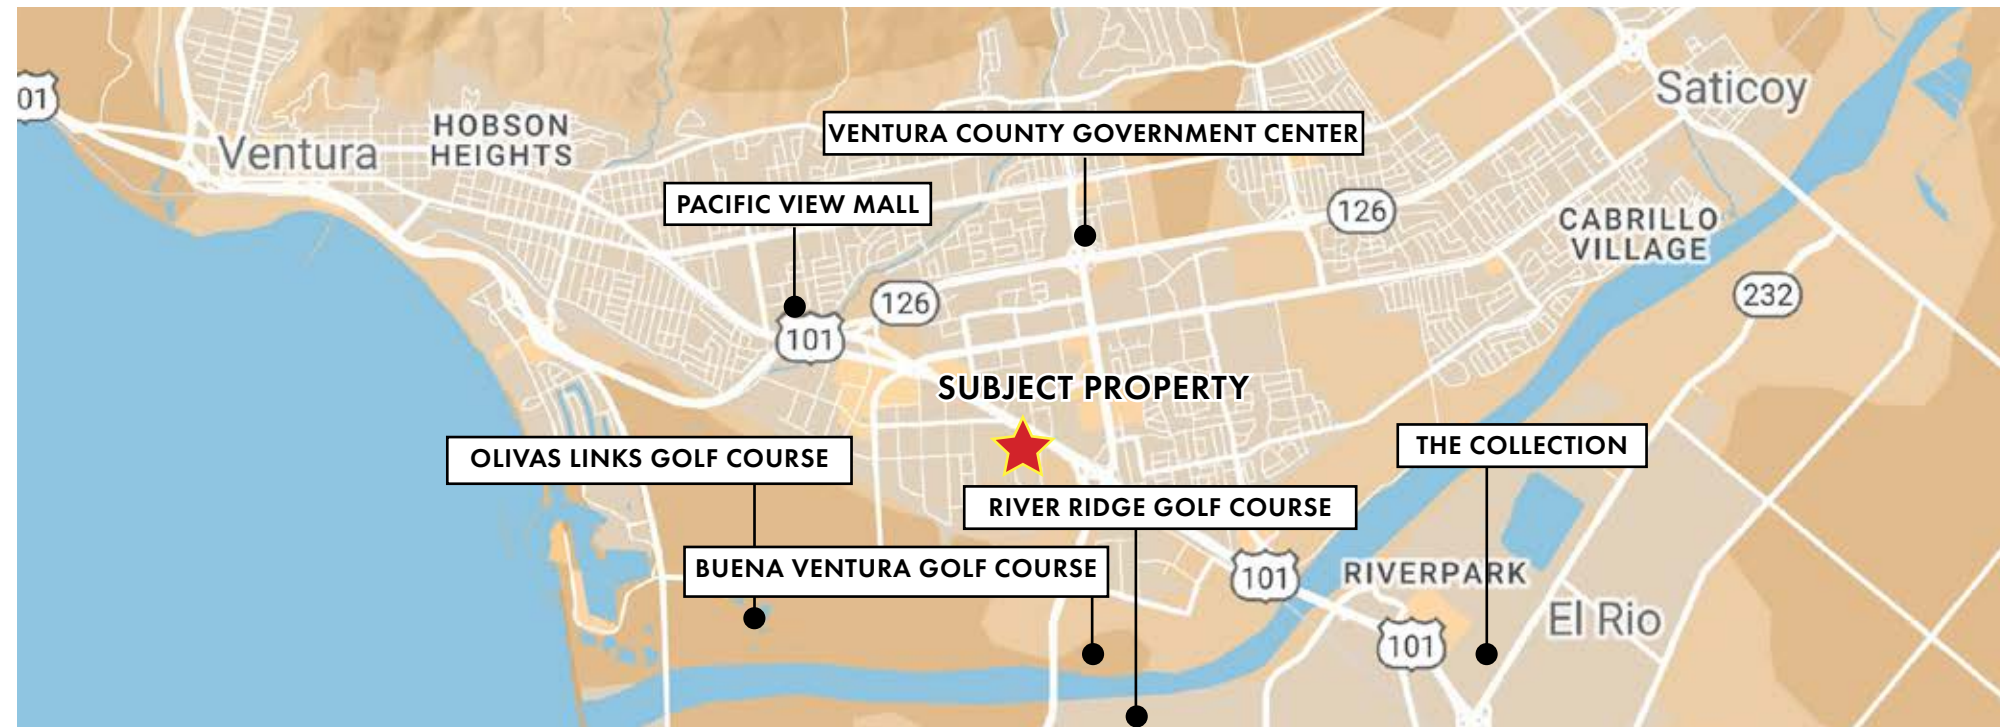 01
Saticoy
HOBSON
HEIGHTS
Ventura
VENTURA COUNTY GOVERNMENT CENTER
PACIFIC VIEW MALL
126
CABRILLO
VILLAGE
126
232
101
SUBJECT PROPERTY
OLIVAS LINKS GOLF COURSE
THE COLLECTION
RIVER RIDGE GOLF COURSE
BUENA VENTURA GOLF COURSE
101
RIVERPARK
El Rio
101